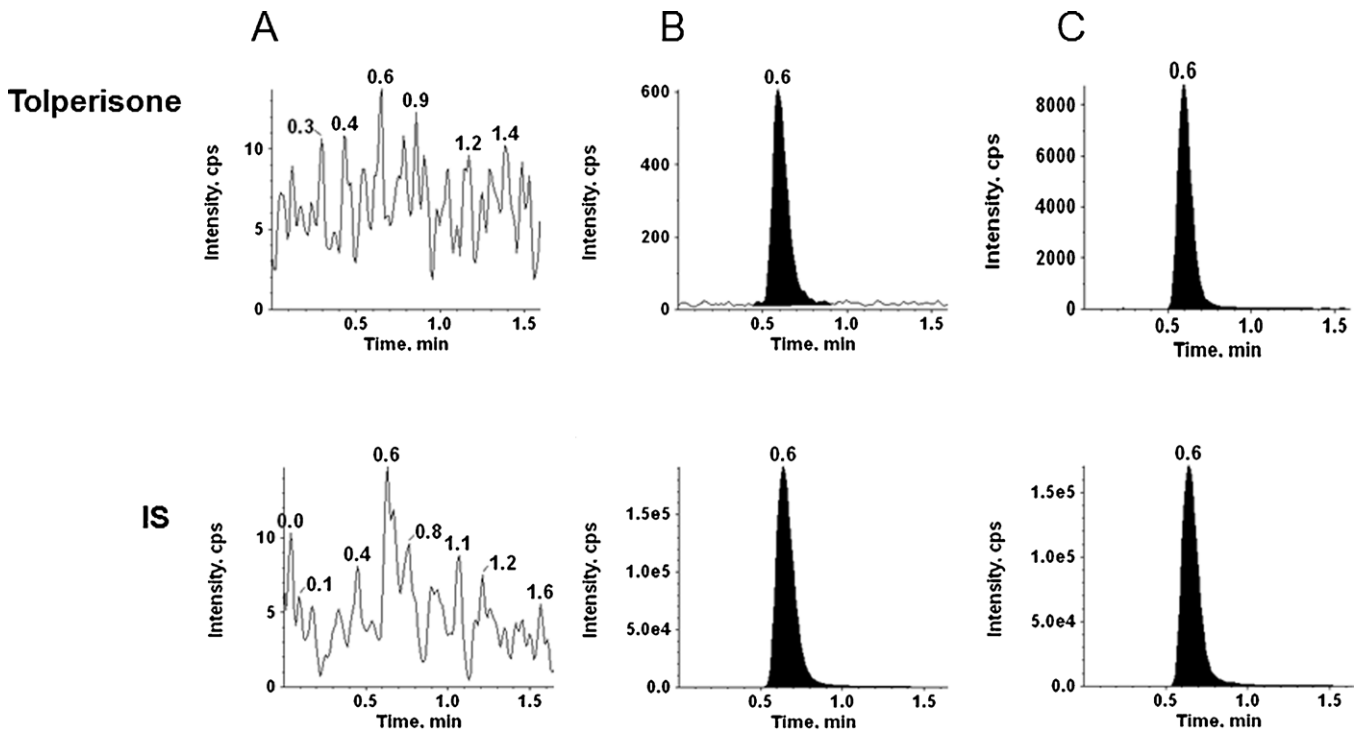 A
B
C
Tolperisone
Intensity. cps
10
5
0
0.3
0.4
0.6
0.9
1.2
1.4
0.5
1.0
1.5
Time. min
Intensity. cps
600
400
200
0
0.6
0.5
1.0
1.5
Time. min
Intensity. cps
8000
6000
4000
2000
0
0.6
0.5
1.0
1.5
Time. min
IS
Intensity. cps
10
5
0
0.0
0.1
0.4
0.6
0.8
1.1
1.2
1.6
0.5
1.0
1.5
Time. min
Intensity. cps
1.5e5
1.0e5
5.0e4
0.0
0.6
0.5
1.0
1.5
Time. min
Intensity. cps
1.5e5
1.0e5
5.0e4
0.0
0.6
0.5
1.0
1.5
Time. min